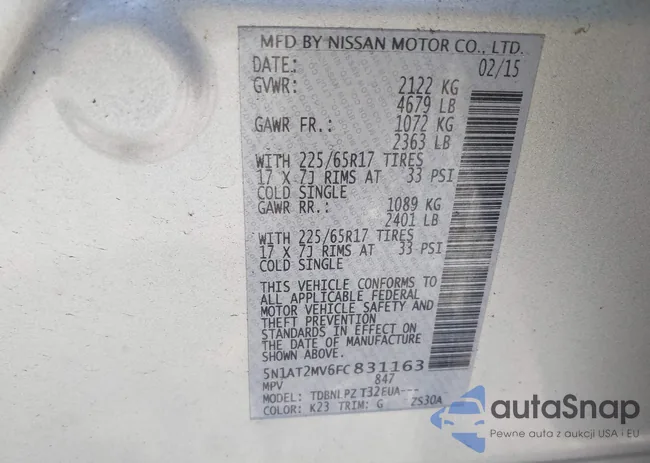 MFD BY NISSAN MOTOR CO., LTD.
DATE: 02/15
GVWR: 2122 KG
4679 LB
GAWR FR.: 1072 KG
2363 LB
WITH 225/65R17 TIRES
17 X 7J RIMS AT 33 PSI
COLD SINGLE
GAWR RR.: 1089 KG
2401 LB
WITH 225/65R17 TIRES
17 X 7J RIMS AT 33 PSI
COLD SINGLE
THIS VEHICLE CONFORMS TO
ALL APPLICABLE FEDERAL
MOTOR VEHICLE SAFETY AND
THEFT PREVENTION
STANDARDS IN EFFECT ON
THE DATE OF MANUFACTURE
SHOWN ABOVE.
5N1AT2MV6FC831163
MPV 847
MODEL: TDBNLPZ T32EUA---
COLOR: K23 TRIM: G ZS30A
autaSnap
Pewne auta z aukcji USA i EU